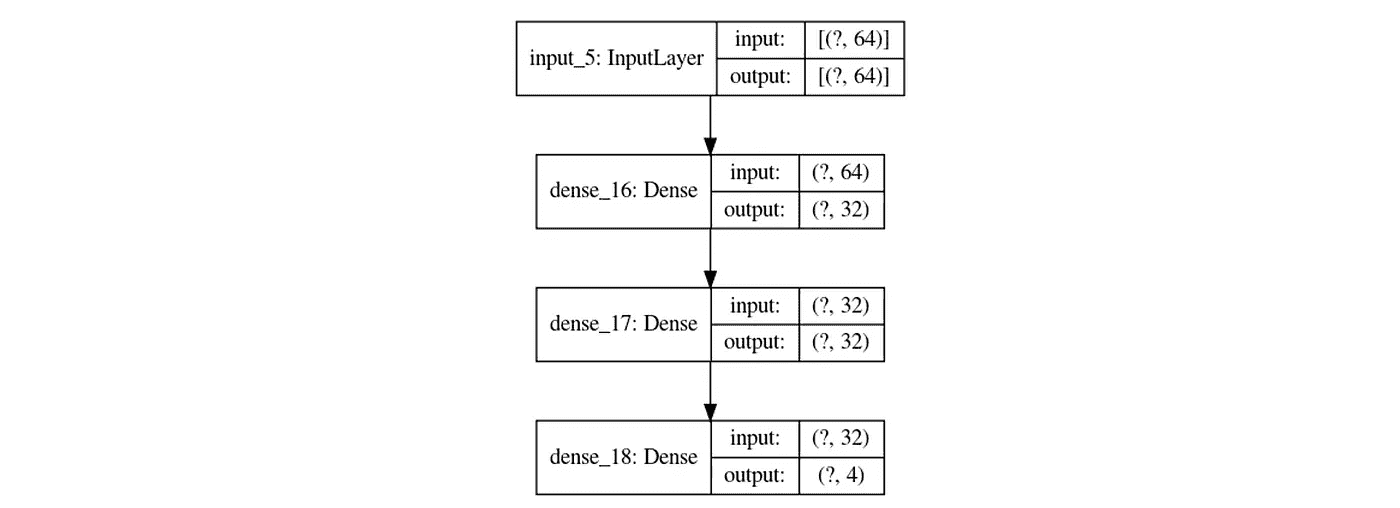 input_5: InputLayer
input: [(?, 64)]
output: [(?, 64)]
dense_16: Dense
input: (?, 64)
output: (?, 32)
dense_17: Dense
input: (?, 32)
output: (?, 32)
dense_18: Dense
input: (?, 32)
output: (?, 4)